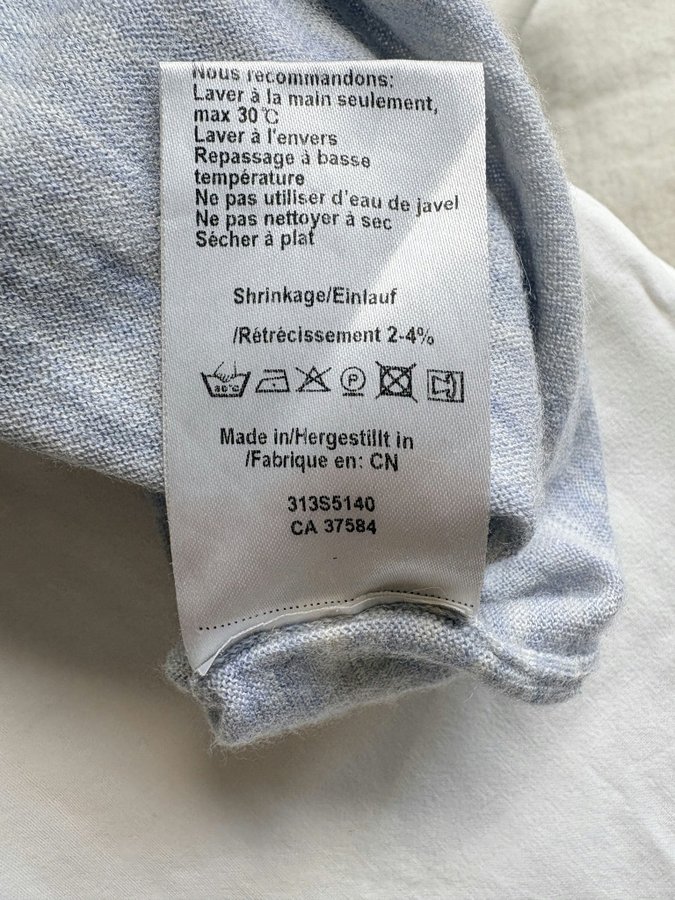 Nous recommandons:
Laver à la main seulement,
max 30℃
Laver à l'envers
Repassage à basse
température
Ne pas utiliser d'eau de javel
Ne pas nettoyer à sec
Sécher à plat
Shrinkage/Einlauf
/Rétrécissement 2-4%
P
Made in/Hergestillt in
/Fabrique en: CN
313S5140
CA 37584